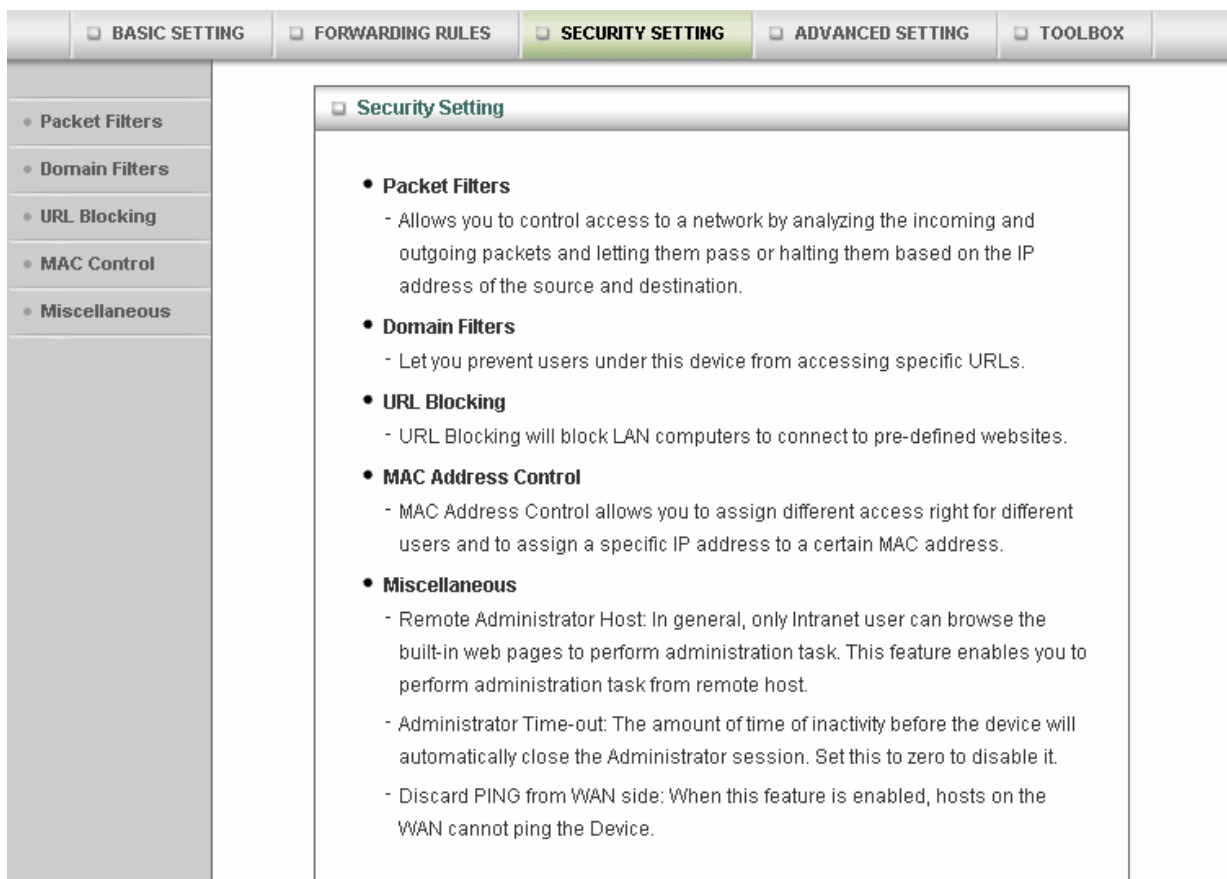 BASIC SETTING FORWARDING RULES SECURITY SETTING ADVANCED SETTING TOOLBOX
Packet Filters
Domain Filters
URL Blocking
MAC Control
Miscellaneous
Security Setting
• Packet Filters
- Allows you to control access to a network by analyzing the incoming and
outgoing packets and letting them pass or halting them based on the IP
address of the source and destination.
• Domain Filters
- Let you prevent users under this device from accessing specific URLs.
• URL Blocking
- URL Blocking will block LAN computers to connect to pre-defined websites.
• MAC Address Control
- MAC Address Control allows you to assign different access right for different
users and to assign a specific IP address to a certain MAC address.
• Miscellaneous
- Remote Administrator Host: In general, only Intranet user can browse the
built-in web pages to perform administration task. This feature enables you to
perform administration task from remote host.
- Administrator Time-out: The amount of time of inactivity before the device will
automatically close the Administrator session. Set this to zero to disable it.
- Discard PING from WAN side: When this feature is enabled, hosts on the
WAN cannot ping the Device.